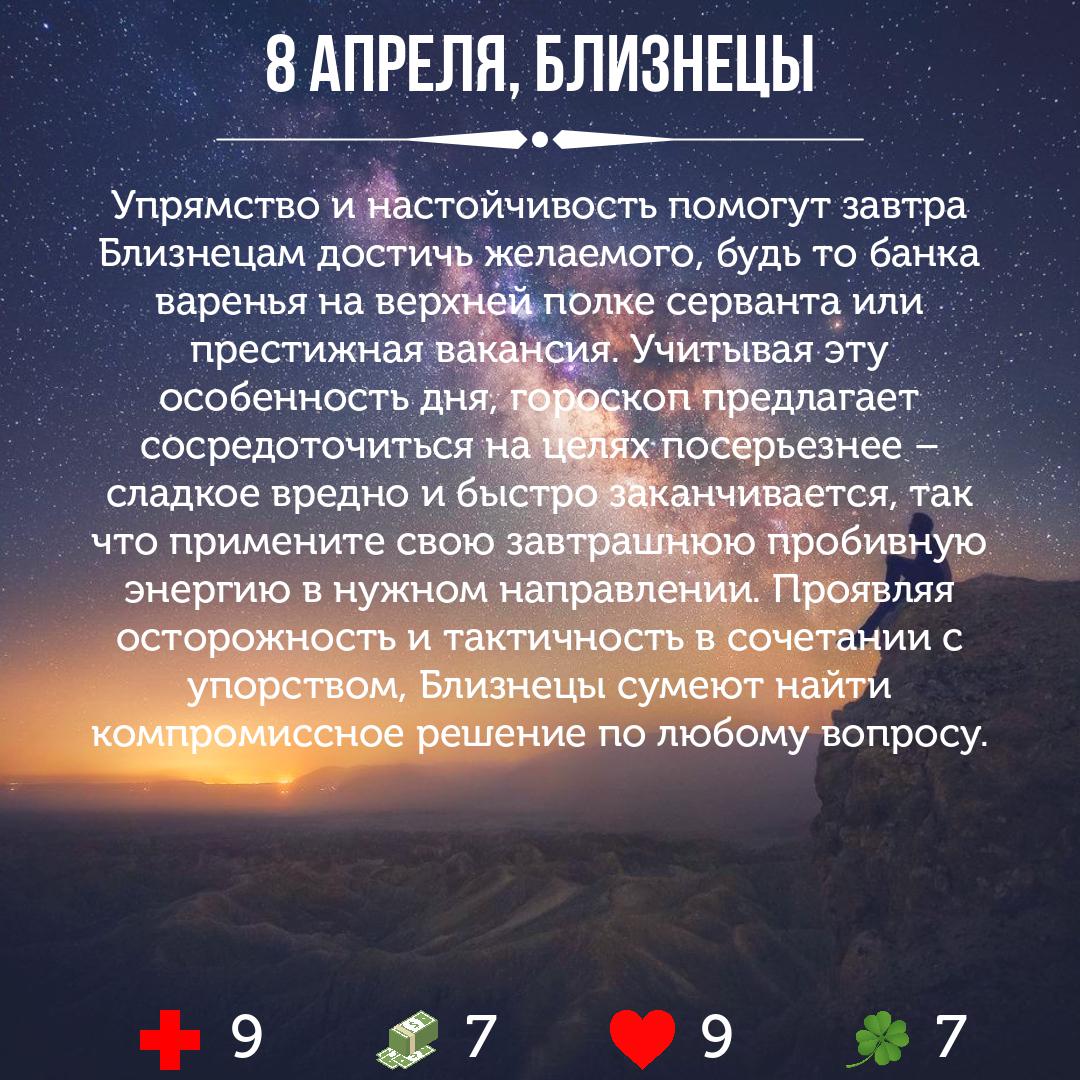 8 АПРЕЛЯ, БЛИЗНЕЦЫ
Упрямство и настойчивость помогут завтра
Близнецам достичь желаемого, будь то банка
варенья на верхней полке серванта или
престижная вакансия. Учитывая эту
особенность дня, гороскоп предлагает
сосредоточиться на целях посерьезнее –
сладкое вредно и быстро заканчивается, так
что примените свою завтрашнюю пробивную
энергию в нужном направлении. Проявляя
осторожность и тактичность в сочетании с
упорством, Близнецы сумеют найти
компромиссное решение по любому вопросу.
9 7 9 7